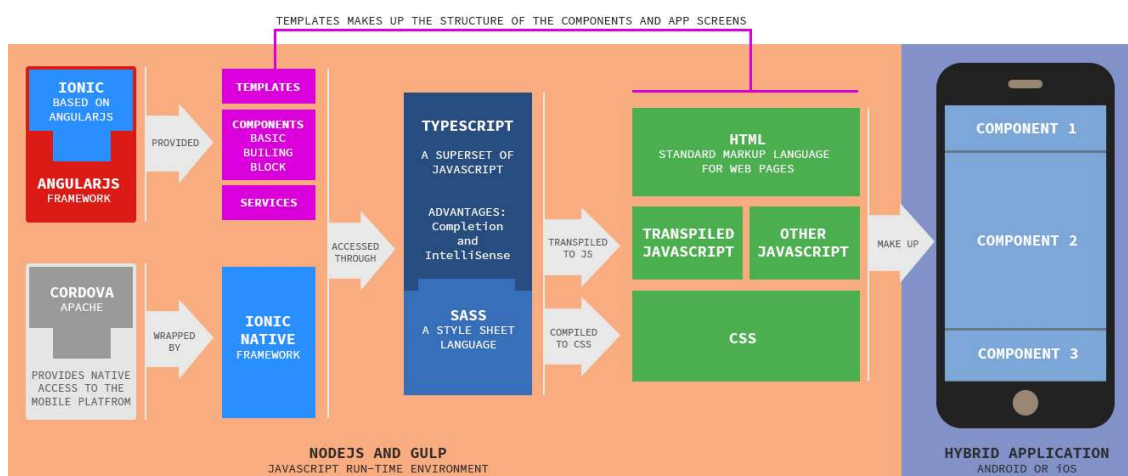 TEMPLATES MAKES UP THE STRUCTURE OF THE COMPONENTS AND APP SCREENS
IONIC
BASED ON
ANGULARJS
ANGULARJS
FRAMEWORK
PROVIDED
TEMPLATES
COMPONENTS
BASIC
BUILING
BLOCK
SERVICES
CORDOVA
APACHE
PROVIDES NATIVE
ACCESS TO THE
MOBILE PLATFROM
WRAPPED
BY
IONIC
NATIVE
FRAMEWORK
ACCESSED
THROUGH
TYPESCRIPT
A SUPERSET OF
JAVASCRIPT
ADVANTAGES:
Completion
and
IntelliSense
SASS
A STYLE SHEET
LANGUAGE
TRANSPILED
TO JS
COMPILED
TO CSS
HTML
STANDARD MARKUP LANGUAGE
FOR WEB PAGES
TRANSPILED
JAVASCRIPT
OTHER
JAVASCRIPT
CSS
MAKE UP
COMPONENT 1
COMPONENT 2
COMPONENT 3
NODEJS AND GULP
JAVASCRIPT RUN-TIME ENVIRONMENT
HYBRID APPLICATION
ANDROID OR iOS